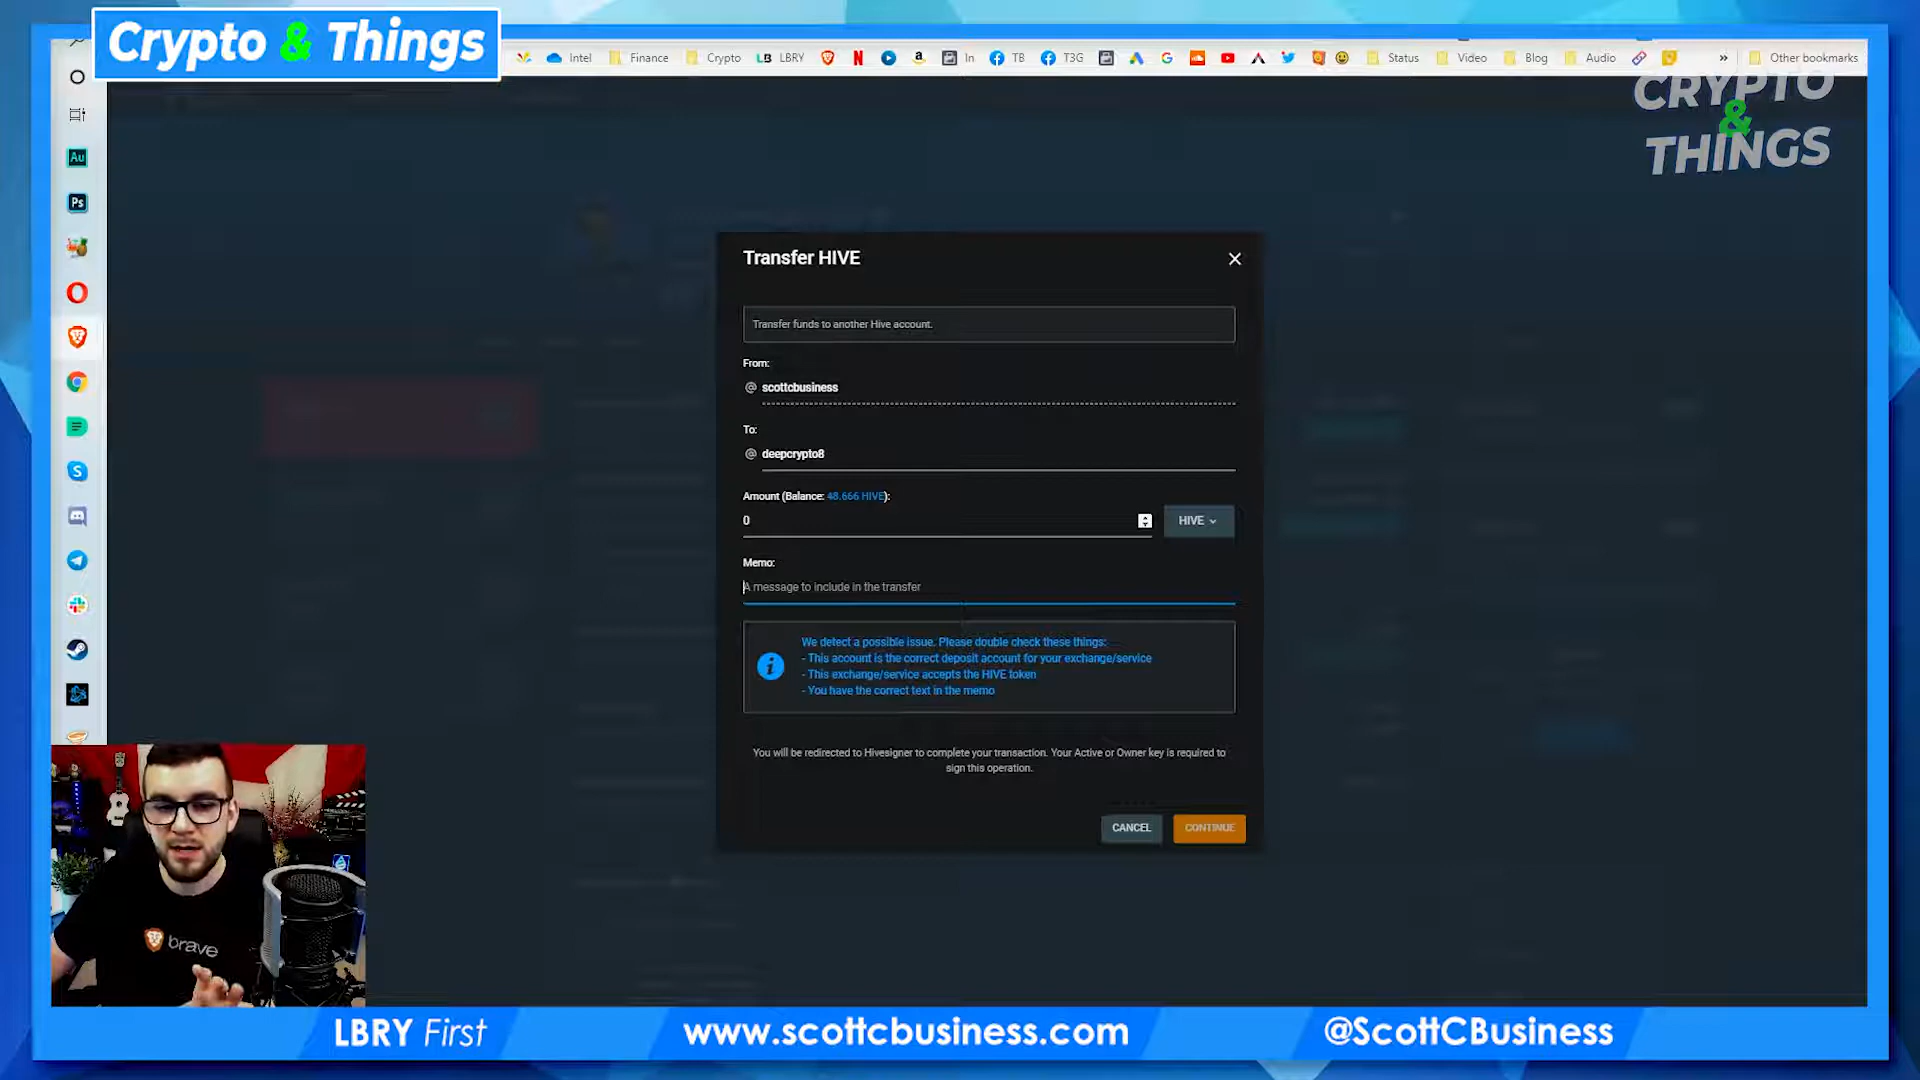 Crypto & Things
Intel
Finance
Crypto
LB LBRY
In
TB
T3G
Status
Video
Blog
Audio
»
Other bookmarks
CRYPTO
&
THINGS
Au
Ps
Transfer HIVE
Transfer funds to another Hive account.
From:
@ scottcbusiness
To:
@ deepcrypto8
Amount (Balance: 48.666 HIVE):
0
HIVE
Memo:
A message to include in the transfer
We detect a possible issue. Please double check these things:
- This account is the correct deposit account for your exchange/service
- This exchange/service accepts the HIVE token
- You have the correct text in the memo
You will be redirected to Hivesigner to complete your transaction. Your Active or Owner key is required to
sign this operation.
CANCEL
CONTINUE
brave
LBRY First
www.scottcbusiness.com
@ScottCBusiness